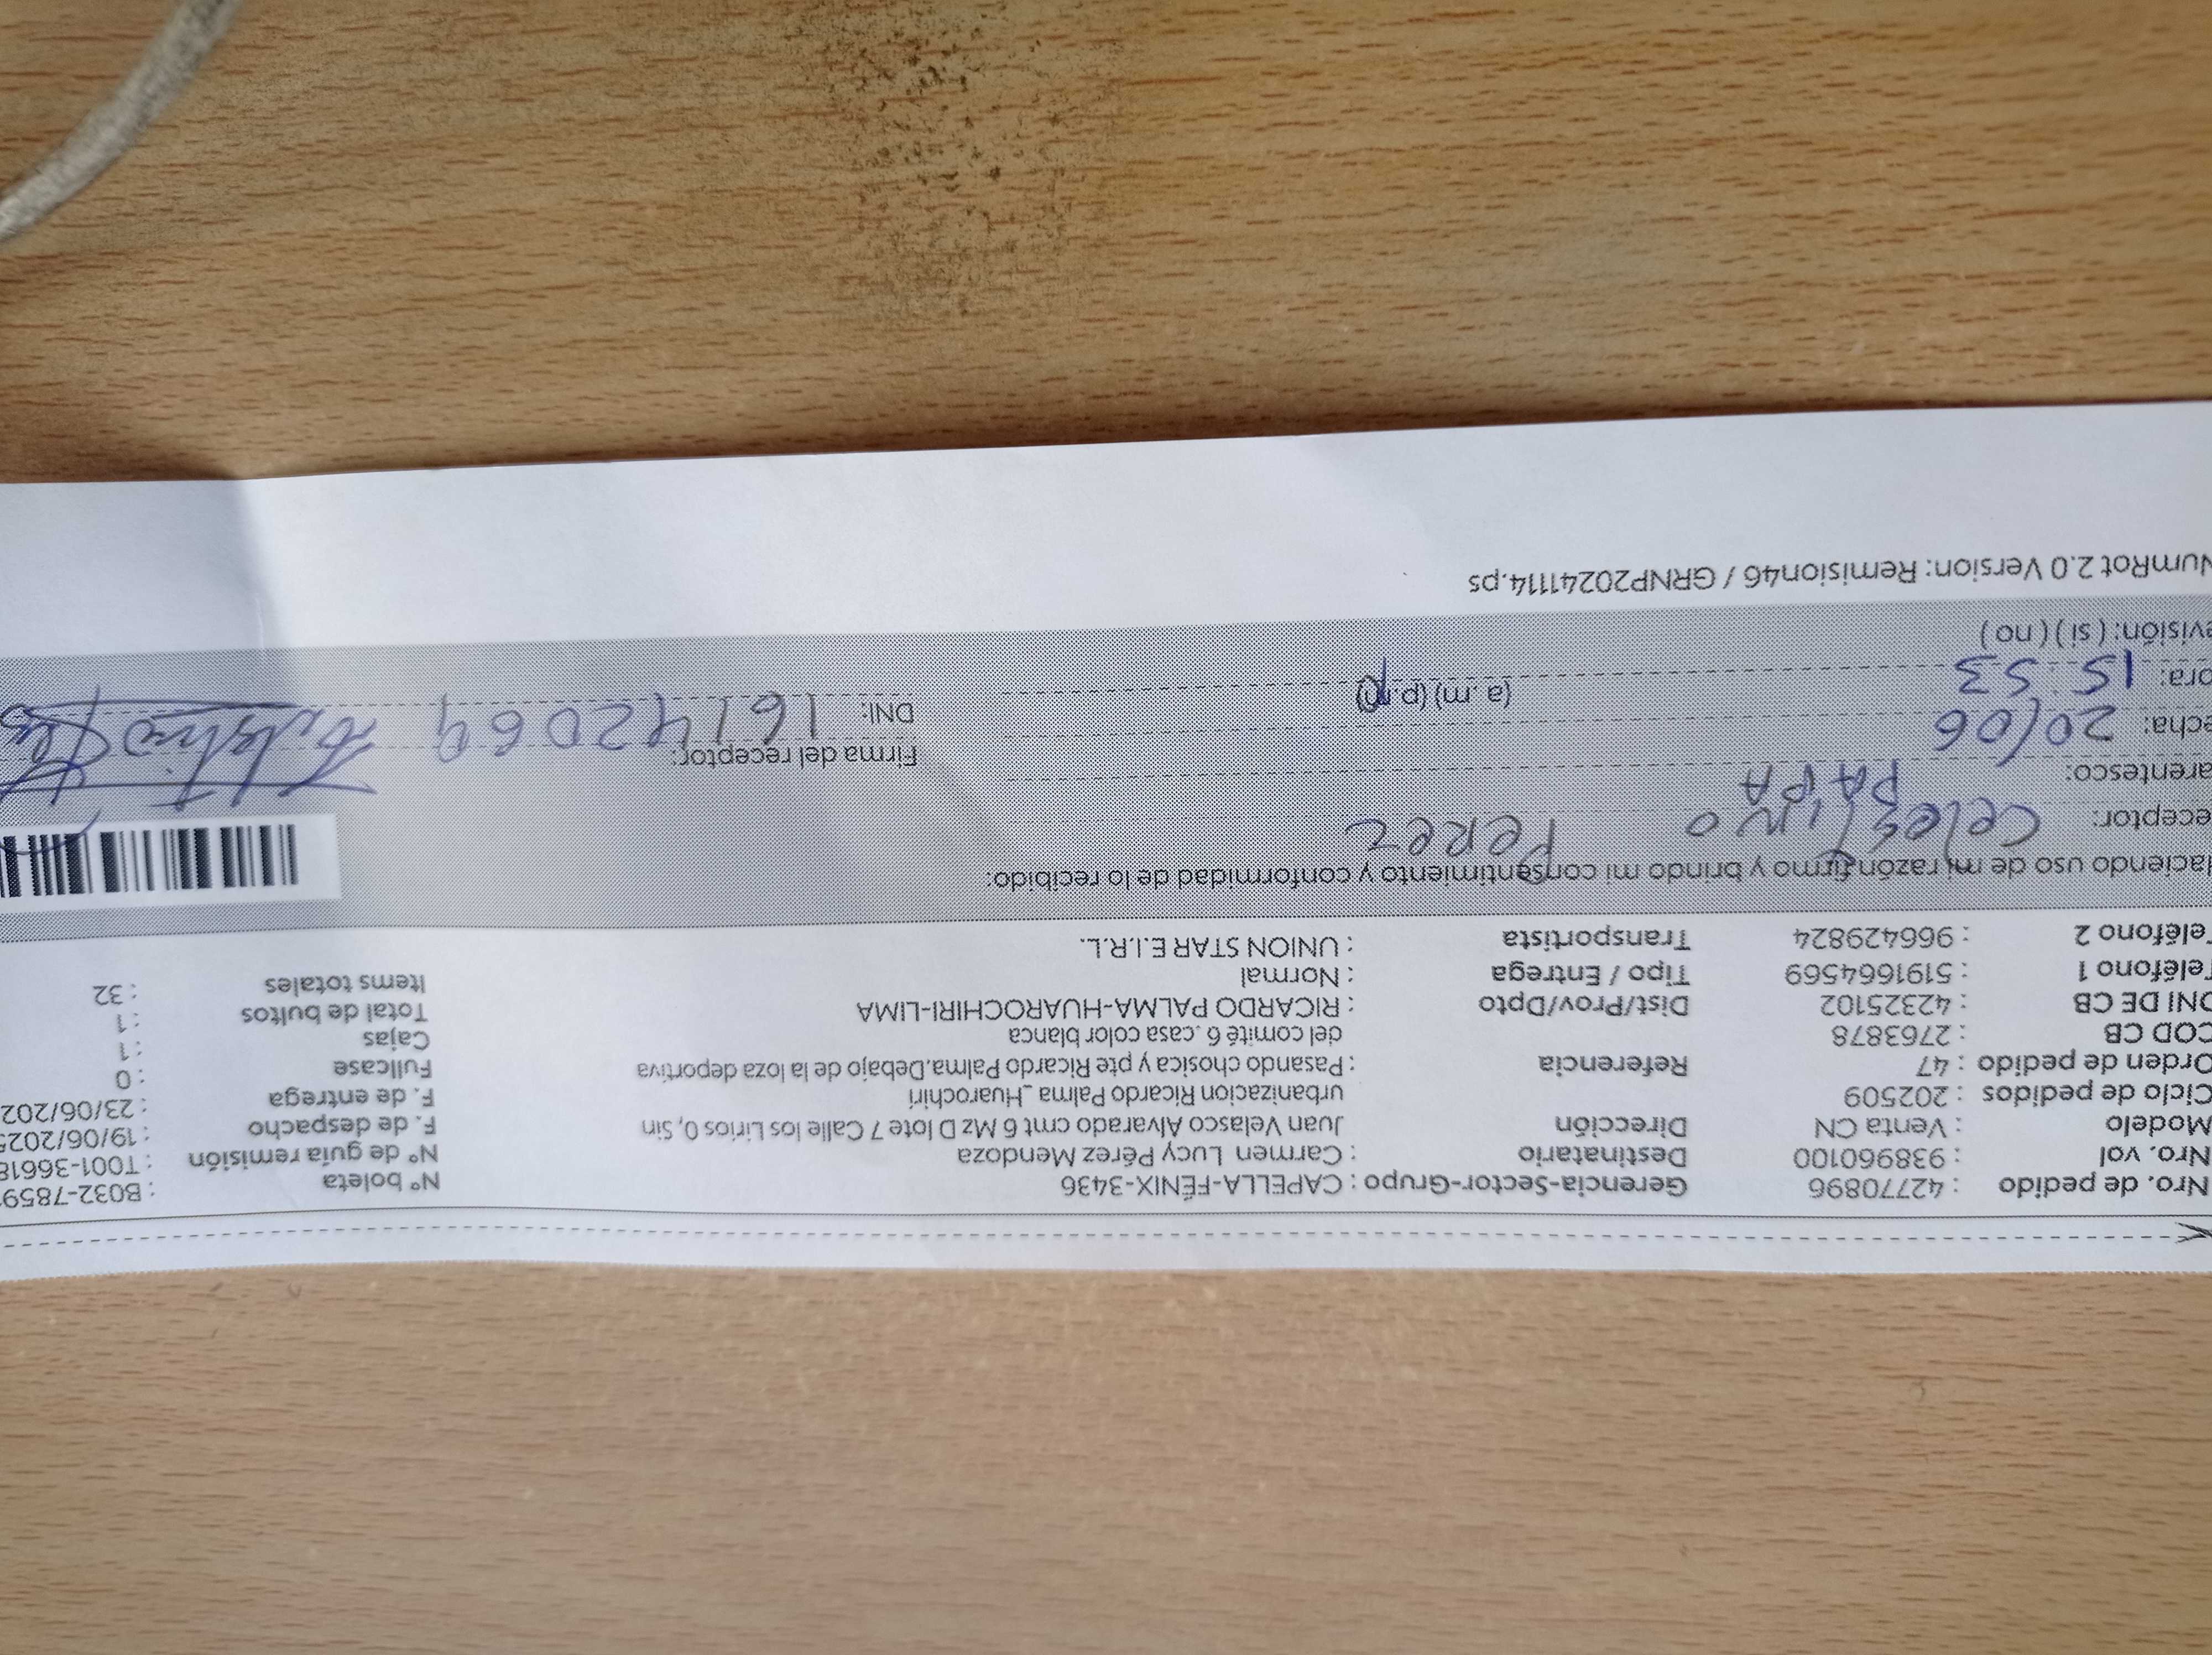 Nro. de pedido : 42770896 Gerencia-Sector-Grupo : CAPELLA-FÉNIX-3436 N° boleta : B032-7859
Nro. vol : 938960100 Destinatario : Carmen Lucy Pérez Mendoza N° de guía remisión : T001-36618
Modelo : Venta CN Dirección Juan Velasco Alvarado cmt 6 Mz D lote 7 Calle los Lirios 0, Sin F. de despacho : 19/06/2025
Ciclo de pedidos : 202509 urbanizacion Ricardo Palma _Huarochirí F. de entrega : 23/06/202
Orden de pedido : 47 Referencia : Pasando chosica y pte Ricardo Palma.Debajo de la loza deportiva Fullcase : 0
COD CB : 2763878 del comité 6 .casa color blanca Cajas : 1
DNI DE CB : 42325102 Dist/Prov/Dpto : RICARDO PALMA-HUAROCHIRI-LIMA Total de bultos : 1
Teléfono 1 : 5191664569 Tipo / Entrega : Normal Items totales : 32
Teléfono 2 : 966429824 Transportista : UNION STAR E.I.R.L.
Haciendo uso de mi razón firmo y brindo mi consentimiento y conformidad de lo recibido:
eceptor: Celestino Perez
arentesco: PAPA Firma del receptor:
echa: 20/06 DNI: 16142069
ora: 15:53 (a. m) (p.m)
evisión: ( si ) ( no )
NumRot 2.0 Version: Remision46 / GRNP20241114.ps